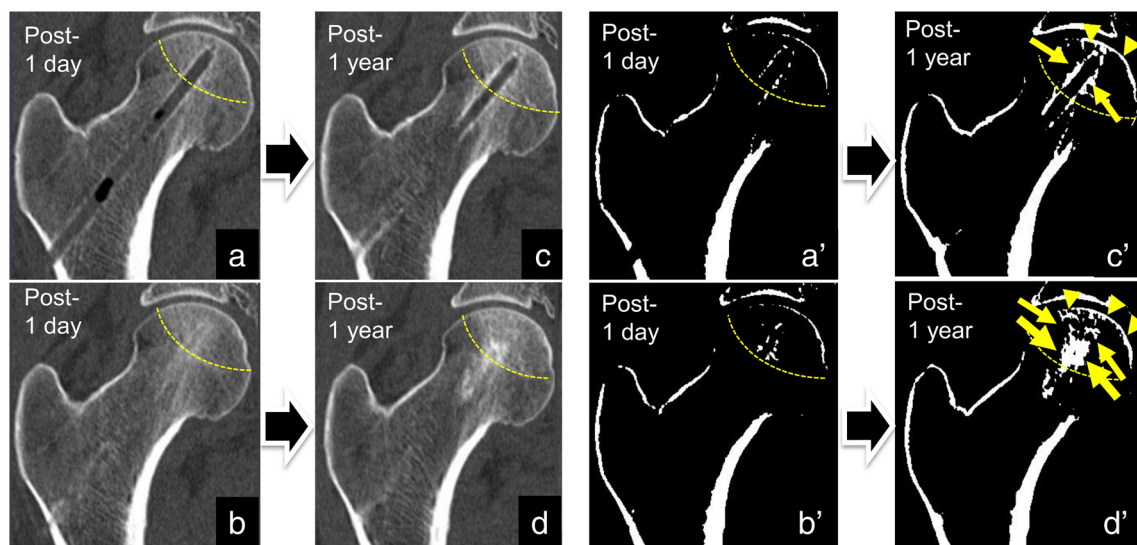 Post-
1 day
a
Post-
1 year
c
Post-
1 day
a'
Post-
1 year
c'
Post-
1 day
b
Post-
1 year
d
Post-
1 day
b'
Post-
1 year
d'